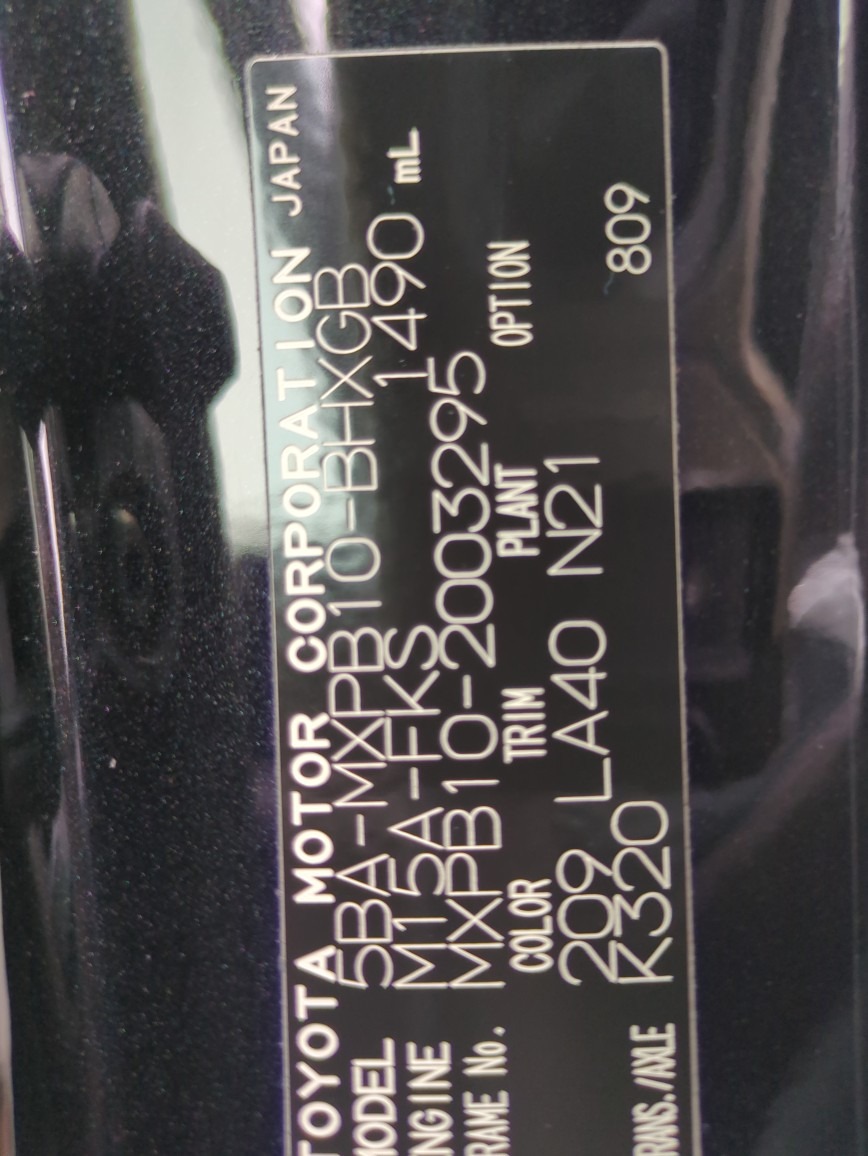 TOYOTA MOTOR CORPORATION JAPAN
MODEL 5BA-MXPB10-BHXGB
ENGINE M15A-FKS 1490 mL
FRAME No. MXPB10-2003295
COLOR TRIM PLANT OPTION
209 LA40 N21
TRANS./AXLE K320 809